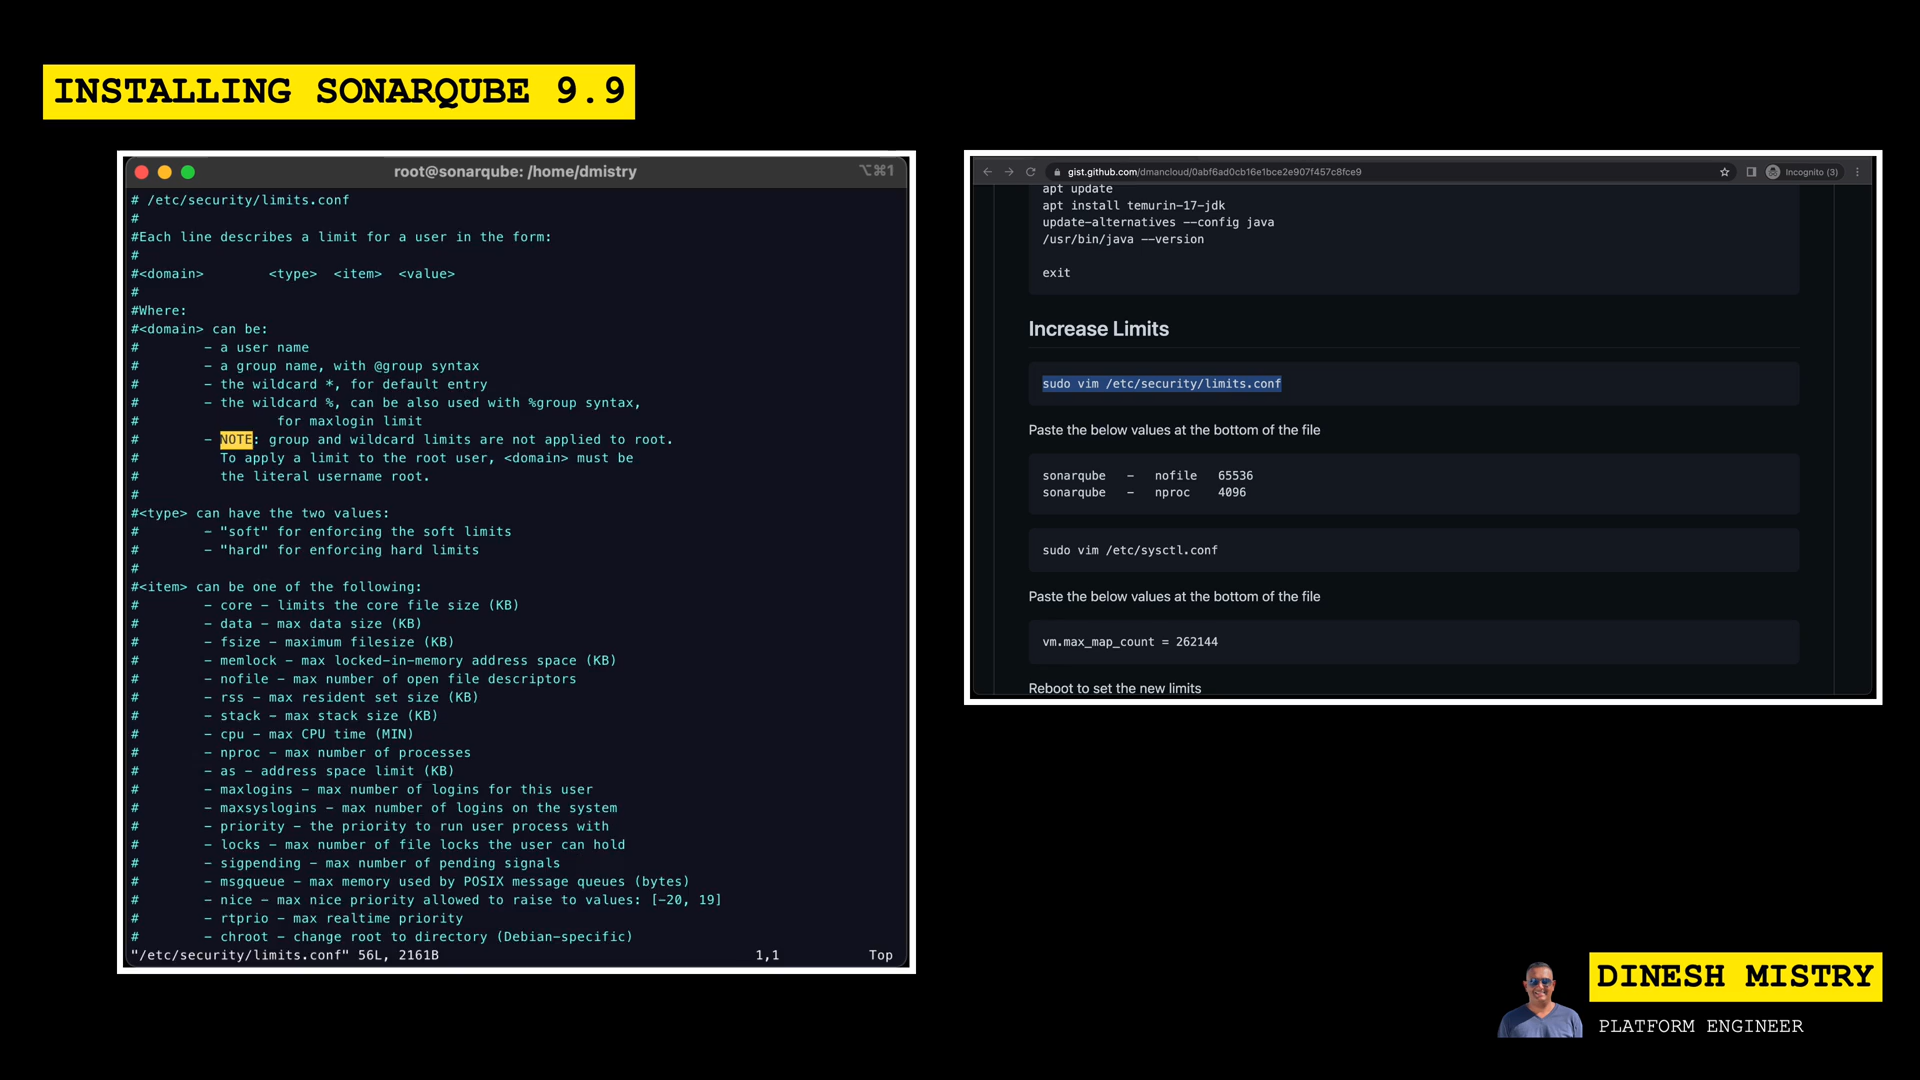 INSTALLING SONARQUBE 9.9
root@sonarqube: /home/dmistry
⌥⌘1
# /etc/security/limits.conf
#
#Each line describes a limit for a user in the form:
#
#<domain>        <type>  <item>  <value>
#
#Where:
#<domain> can be:
#        - a user name
#        - a group name, with @group syntax
#        - the wildcard *, for default entry
#        - the wildcard %, can be also used with %group syntax,
#                 for maxlogin limit
#        - NOTE: group and wildcard limits are not applied to root.
#          To apply a limit to the root user, <domain> must be
#          the literal username root.
#
#<type> can have the two values:
#        - "soft" for enforcing the soft limits
#        - "hard" for enforcing hard limits
#
#<item> can be one of the following:
#        - core - limits the core file size (KB)
#        - data - max data size (KB)
#        - fsize - maximum filesize (KB)
#        - memlock - max locked-in-memory address space (KB)
#        - nofile - max number of open file descriptors
#        - rss - max resident set size (KB)
#        - stack - max stack size (KB)
#        - cpu - max CPU time (MIN)
#        - nproc - max number of processes
#        - as - address space limit (KB)
#        - maxlogins - max number of logins for this user
#        - maxsyslogins - max number of logins on the system
#        - priority - the priority to run user process with
#        - locks - max number of file locks the user can hold
#        - sigpending - max number of pending signals
#        - msgqueue - max memory used by POSIX message queues (bytes)
#        - nice - max nice priority allowed to raise to values: [-20, 19]
#        - rtprio - max realtime priority
#        - chroot - change root to directory (Debian-specific)
"/etc/security/limits.conf" 56L, 2161B    1,1    Top
gist.github.com/dmancloud/0abf6ad0cb16e1bce2e907f457c8fce9
Incognito (3)
apt update
apt install temurin-17-jdk
update-alternatives --config java
/usr/bin/java --version
exit
Increase Limits
sudo vim /etc/security/limits.conf
Paste the below values at the bottom of the file
sonarqube   -   nofile   65536
sonarqube   -   nproc    4096
sudo vim /etc/sysctl.conf
Paste the below values at the bottom of the file
vm.max_map_count = 262144
Reboot to set the new limits
DINESH MISTRY
PLATFORM ENGINEER